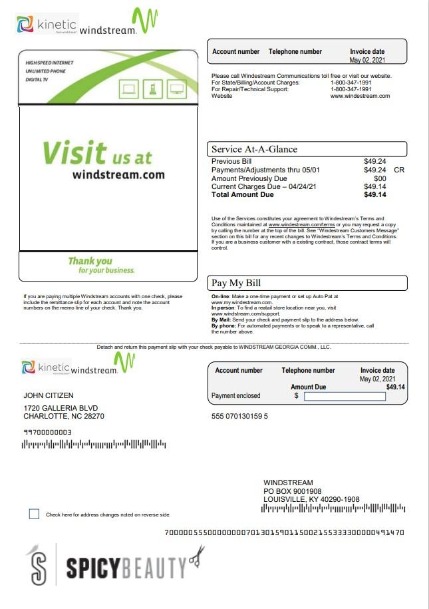 kinetic windstream.
HIGH-SPEED INTERNET
UNLIMITED PHONE
DIGITAL TV
Visit us at
windstream.com
Thank you
for your business.
If you are paying multiple Windstream accounts with one check, please
include the remittance slip for each account and note the account
numbers on the memo line of your check. Thank you.
Account number Telephone number Invoice date
May 02, 2021
Please call Windstream Communications toll free or visit our website.
For State/Billing & Account Changes 1-800-347-1991
For Repair/Technical Support: 1-800-347-1991
Website www.windstream.com
Service At-A-Glance
Previous Bill $49.24
Payments/Adjustments thru 05/01 $49.24 CR
Amount Previously Due $00
Current Charges Due – 04/24/21 $49.14
Total Amount Due $49.14
Use of the Services constitutes your agreement to Windstream's Terms and
Conditions maintained at www.windstream.com/terms or you may request a copy
by calling the number at the top of the bill. See "Windstream Customers Message"
section on this bill for any recent changes to Windstream's Terms and Conditions.
If you are a business customer with a existing contract, those contract terms will
control.
Pay My Bill
On-line: Make a one-time payment or set up Auto Pat at
www.my.windstream.com.
In person: To find a reatail store location near you, visit
www.windstream.com/support.
By Mail: Send your check and payment slip to the address below.
By phone: For automated payments or to speak to a representative, call
the number above.
Detach and return this payment slip with your check payable to WINDSTREAM GEORGIA COMM., LLC.
kinetic windstream.
Account number Telephone number Invoice date
May 02, 2021
Amount Due $49.14
Payment enclosed $
JOHN CITIZEN
1720 GALLERIA BLVD
CHARLOTTE, NC 28270
555 070130159 5
99700000003
WINDSTREAM
PO BOX 9001908
LOUISVILLE, KY 40290-1908
Check here for address changes noted on reverse side
SPICYBEAUTY